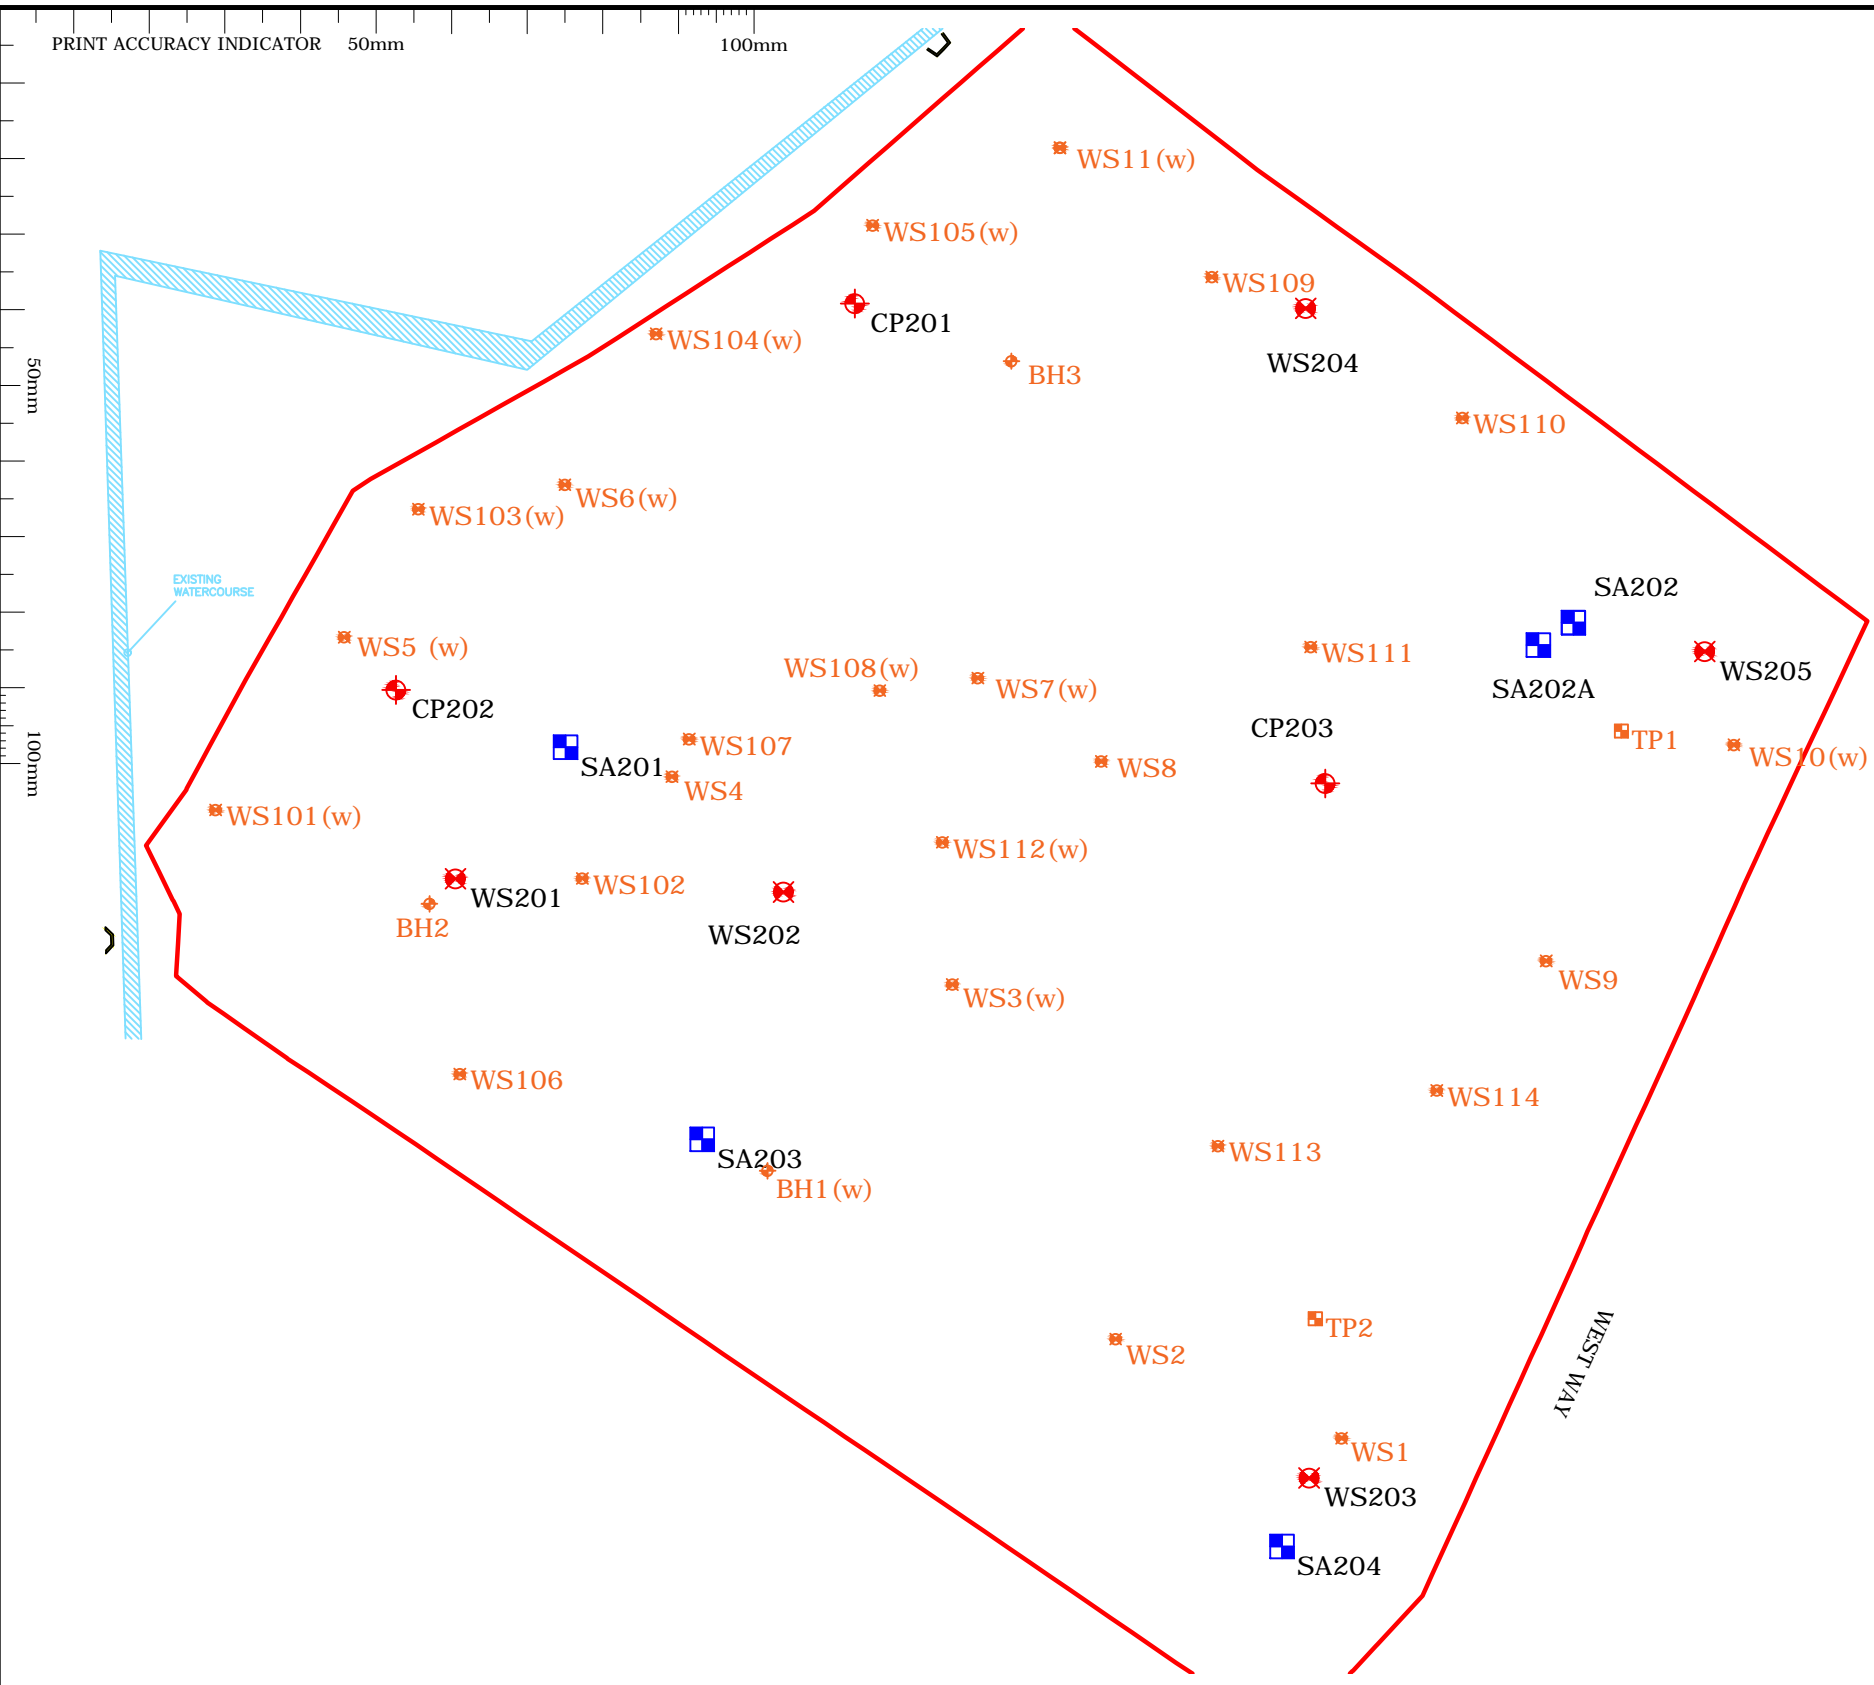 PRINT ACCURACY INDICATOR 50mm 100mm
WS11(w)
WS105(w)
WS109
CP201
WS104(w)
WS204
BH3
50mm
WS110
WS6(w)
WS103(w)
EXISTING
WATERCOURSE
SA202
WS5 (w)
WS111
WS108(w)
WS205
WS7(w)
SA202A
CP202
CP203
TP1
WS107
WS10(w)
100mm
SA201
WS8
WS4
WS101(w)
WS112(w)
WS102
WS201
BH2
WS202
WS9
WS3(w)
WS106
WS114
WS113
SA203
BH1(w)
TP2
WS2
WEST WAY
WS1
WS203
SA204